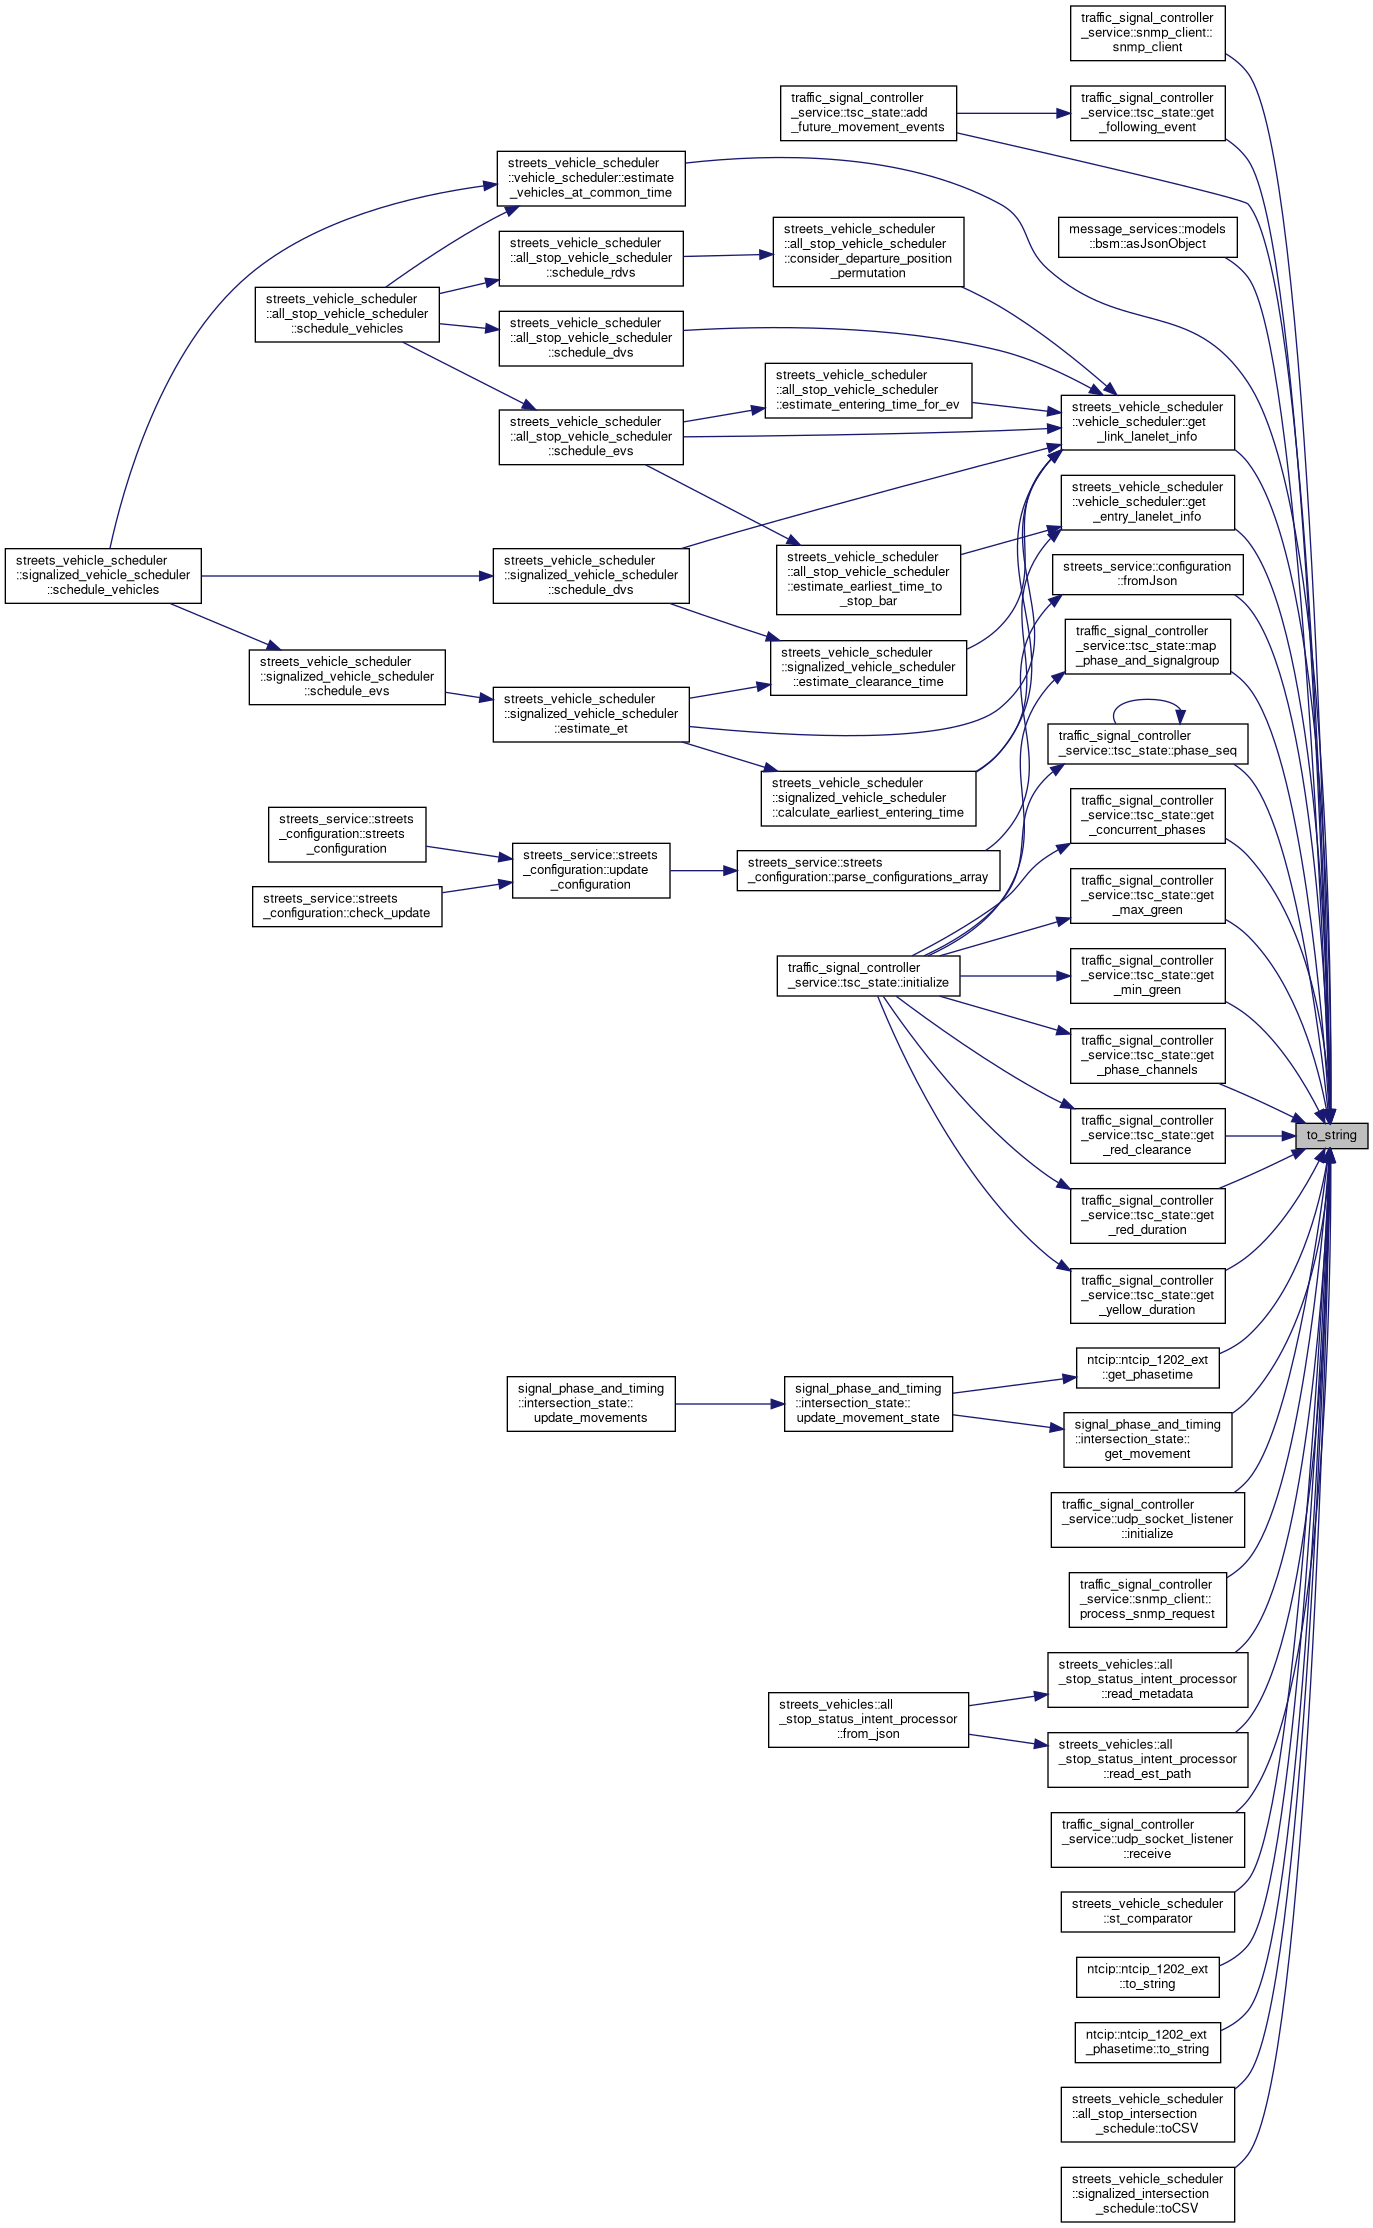 traffic_signal_controller
_service::snmp_client::
snmp_client
traffic_signal_controller
_service::tsc_state::add
_future_movement_events
traffic_signal_controller
_service::tsc_state::get
_following_event
streets_vehicle_scheduler
::vehicle_scheduler::estimate
_vehicles_at_common_time
message_services::models
::bsm::asJsonObject
streets_vehicle_scheduler
::all_stop_vehicle_scheduler
::schedule_rdvs
streets_vehicle_scheduler
::all_stop_vehicle_scheduler
::consider_departure_position
_permutation
streets_vehicle_scheduler
::all_stop_vehicle_scheduler
::schedule_vehicles
streets_vehicle_scheduler
::all_stop_vehicle_scheduler
::schedule_dvs
streets_vehicle_scheduler
::all_stop_vehicle_scheduler
::estimate_entering_time_for_ev
streets_vehicle_scheduler
::vehicle_scheduler::get
_link_lanelet_info
streets_vehicle_scheduler
::all_stop_vehicle_scheduler
::schedule_evs
streets_vehicle_scheduler
::vehicle_scheduler::get
_entry_lanelet_info
streets_vehicle_scheduler
::signalized_vehicle_scheduler
::schedule_vehicles
streets_vehicle_scheduler
::signalized_vehicle_scheduler
::schedule_dvs
streets_vehicle_scheduler
::all_stop_vehicle_scheduler
::estimate_earliest_time_to
_stop_bar
streets_service::configuration
::fromJson
streets_vehicle_scheduler
::signalized_vehicle_scheduler
::schedule_evs
streets_vehicle_scheduler
::signalized_vehicle_scheduler
::estimate_clearance_time
traffic_signal_controller
_service::tsc_state::map
_phase_and_signalgroup
streets_vehicle_scheduler
::signalized_vehicle_scheduler
::estimate_et
traffic_signal_controller
_service::tsc_state::phase_seq
streets_vehicle_scheduler
::signalized_vehicle_scheduler
::calculate_earliest_entering_time
traffic_signal_controller
_service::tsc_state::get
_concurrent_phases
streets_service::streets
_configuration::streets
_configuration
streets_service::streets
_configuration::update
_configuration
streets_service::streets
_configuration::parse_configurations_array
streets_service::streets
_configuration::check_update
traffic_signal_controller
_service::tsc_state::get
_max_green
traffic_signal_controller
_service::tsc_state::initialize
traffic_signal_controller
_service::tsc_state::get
_min_green
traffic_signal_controller
_service::tsc_state::get
_phase_channels
traffic_signal_controller
_service::tsc_state::get
_red_clearance
to_string
traffic_signal_controller
_service::tsc_state::get
_red_duration
traffic_signal_controller
_service::tsc_state::get
_yellow_duration
ntcip::ntcip_1202_ext
::get_phasetime
signal_phase_and_timing
::intersection_state::
update_movements
signal_phase_and_timing
::intersection_state::
update_movement_state
signal_phase_and_timing
::intersection_state::
get_movement
traffic_signal_controller
_service::udp_socket_listener
::initialize
traffic_signal_controller
_service::snmp_client::
process_snmp_request
streets_vehicles::all
_stop_status_intent_processor
::read_metadata
streets_vehicles::all
_stop_status_intent_processor
::from_json
streets_vehicles::all
_stop_status_intent_processor
::read_est_path
traffic_signal_controller
_service::udp_socket_listener
::receive
streets_vehicle_scheduler
::st_comparator
ntcip::ntcip_1202_ext
::to_string
ntcip::ntcip_1202_ext
_phasetime::to_string
streets_vehicle_scheduler
::all_stop_intersection
_schedule::toCSV
streets_vehicle_scheduler
::signalized_intersection
_schedule::toCSV